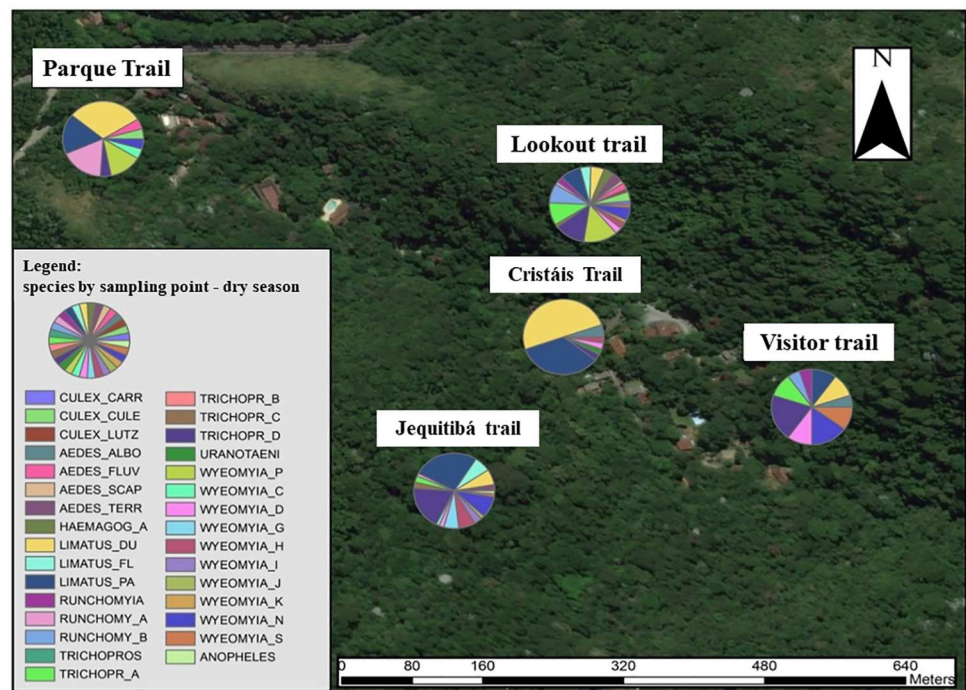 Parque Trail
N
Lookout trail
Cristáis Trail
Visitor trail
Jequitibá trail
Legend:
species by sampling point - dry season
CULEX_CARR
CULEX_CULE
CULEX_LUTZ
AEDES_ALBO
AEDES_FLUV
AEDES_SCAP
AEDES_TERR
HAEMAGOG_A
LIMATUS_DU
LIMATUS_FL
LIMATUS_PA
RUNCHOMYIA
RUNCHOMY_A
RUNCHOMY_B
TRICHOPROS
TRICHOPR_A
TRICHOPR_B
TRICHOPR_C
TRICHOPR_D
URANOTAENI
WYEOMYIA_P
WYEOMYIA_C
WYEOMYIA_D
WYEOMYIA_G
WYEOMYIA_H
WYEOMYIA_I
WYEOMYIA_J
WYEOMYIA_K
WYEOMYIA_N
WYEOMYIA_S
ANOPHELES
0 80 160 320 480 640
Meters